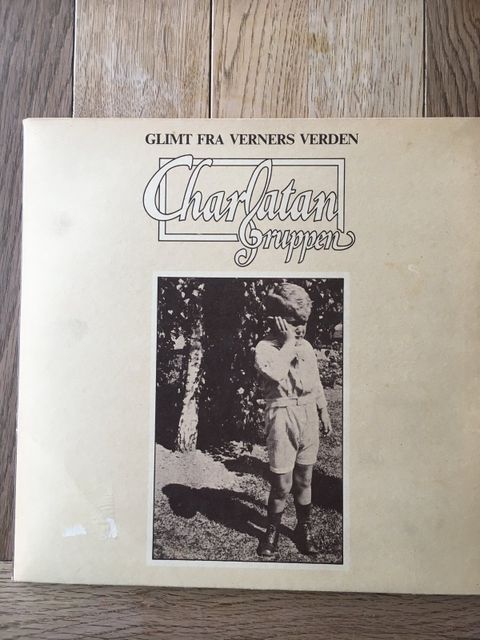 GLIMT FRA VERNERS VERDEN
Charlatan
Gruppen